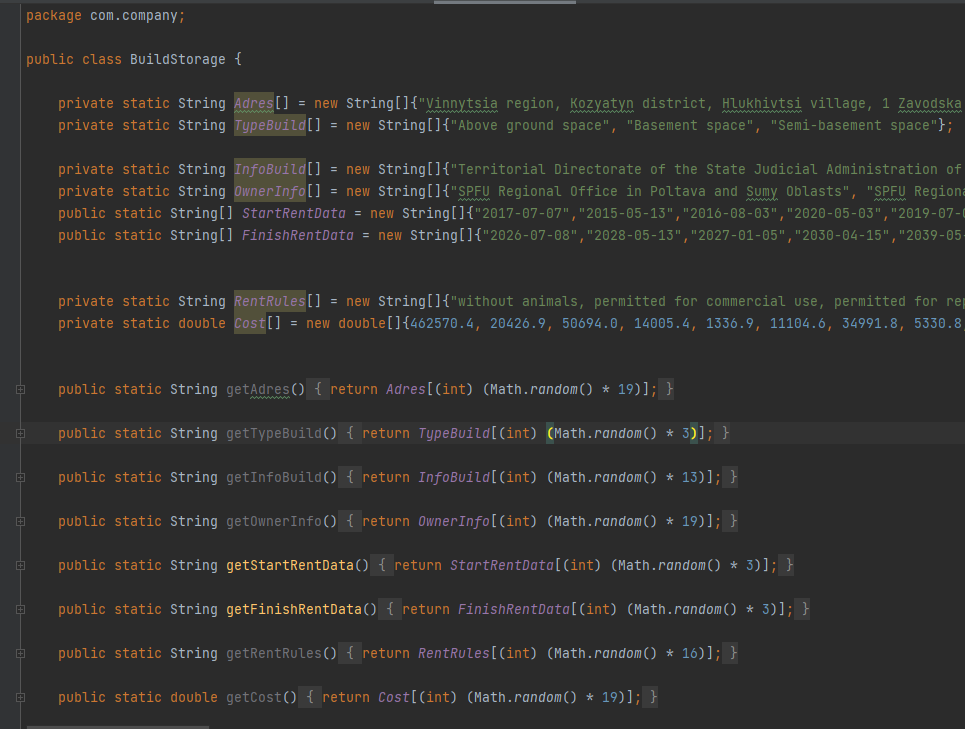 package com.company;
public class BuildStorage {
private static String Adres[] = new String[]{"Vinnytsia region, Kozyatyn district, Hlukhivtsi village, 1 Zavodska
private static String TypeBuild[] = new String[]{"Above ground space", "Basement space", "Semi-basement space"};
private static String InfoBuild[] = new String[]{"Territorial Directorate of the State Judicial Administration of
private static String OwnerInfo[] = new String[]{"SPFU Regional Office in Poltava and Sumy Oblasts", "SPFU Regiona
public static String[] StartRentData = new String[]{"2017-07-07","2015-05-13","2016-08-03","2020-05-03","2019-07-0
public static String[] FinishRentData = new String[]{"2026-07-08","2028-05-13","2027-01-05","2030-04-15","2039-05-
private static String RentRules[] = new String[]{"without animals, permitted for commercial use, permitted for rep
private static double Cost[] = new double[]{462570.4, 20426.9, 50694.0, 14005.4, 1336.9, 11104.6, 34991.8, 5330.8,
public static String getAdres() { return Adres[(int) (Math.random() * 19)]; }
public static String getTypeBuild() { return TypeBuild[(int) (Math.random() * 3)]; }
public static String getInfoBuild() { return InfoBuild[(int) (Math.random() * 13)]; }
public static String getOwnerInfo() { return OwnerInfo[(int) (Math.random() * 19)]; }
public static String getStartRentData() { return StartRentData[(int) (Math.random() * 3)]; }
public static String getFinishRentData() { return FinishRentData[(int) (Math.random() * 3)]; }
public static String getRentRules() { return RentRules[(int) (Math.random() * 16)]; }
public static double getCost() { return Cost[(int) (Math.random() * 19)]; }